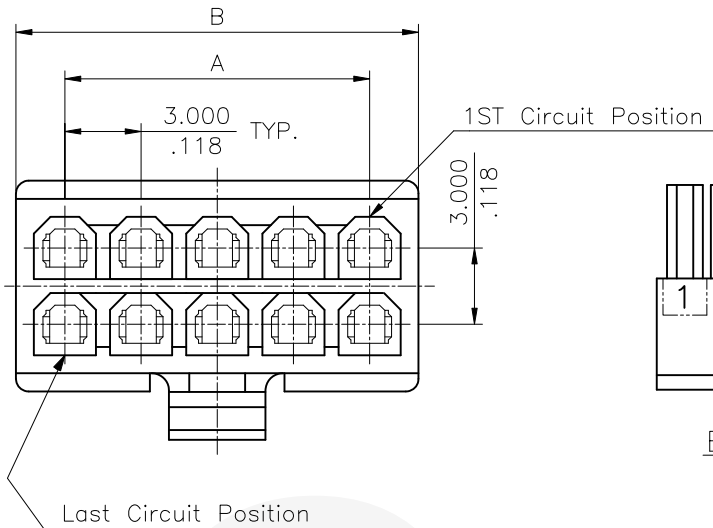 B
A
3.000
.118
TYP.
1ST Circuit Position
3.000
.118
1
Last Circuit Position